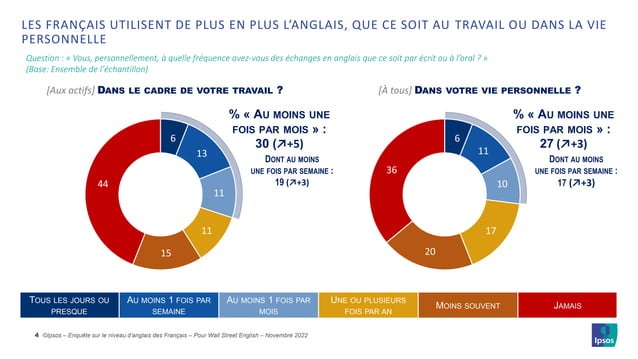 LES FRANÇAIS UTILISENT DE PLUS EN PLUS L’ANGLAIS, QUE CE SOIT AU TRAVAIL OU DANS LA VIE
PERSONNELLE
Question : « Vous, personnellement, à quelle fréquence avez-vous des échanges en anglais que ce soit par écrit ou à l’oral ? »
(Base: Ensemble de l’échantillon)
[Aux actifs] DANS LE CADRE DE VOTRE TRAVAIL ?
6
13
11
11
15
44
% « AU MOINS UNE
FOIS PAR MOIS » :
30 (↗+5)
DONT AU MOINS
UNE FOIS PAR SEMAINE :
19 (↗+3)
[À tous] DANS VOTRE VIE PERSONNELLE ?
6
11
10
17
20
36
% « AU MOINS UNE
FOIS PAR MOIS » :
27 (↗+3)
DONT AU MOINS
UNE FOIS PAR SEMAINE :
17 (↗+3)
TOUS LES JOURS OU
PRESQUE
AU MOINS 1 FOIS PAR
SEMAINE
AU MOINS 1 FOIS PAR
MOIS
UNE OU PLUSIEURS
FOIS PAR AN
MOINS SOUVENT
JAMAIS
4 ©Ipsos – Enquête sur le niveau d’anglais des Français – Pour Wall Street English – Novembre 2022
Ipsos